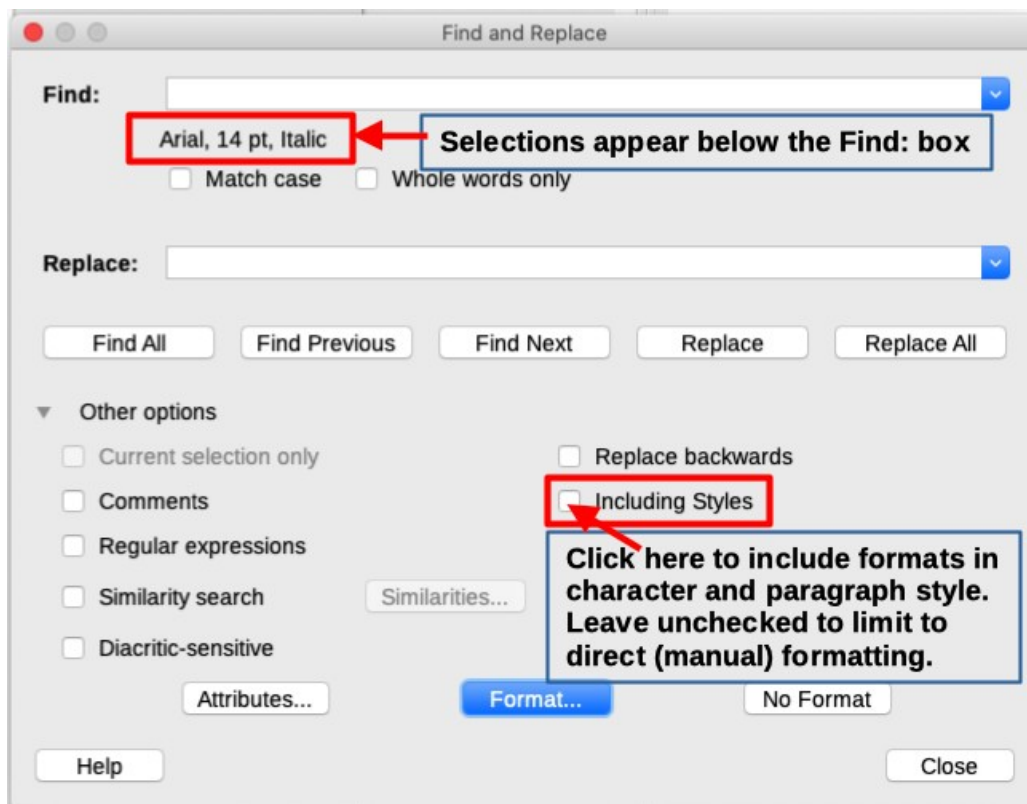 Find and Replace
Find:
Arial, 14 pt, Italic
Selections appear below the Find: box
Match case Whole words only
Replace:
Find All Find Previous Find Next Replace Replace All
Other options
Current selection only Replace backwards
Comments Including Styles
Regular expressions
Click here to include formats in
character and paragraph style.
Leave unchecked to limit to
direct (manual) formatting.
Similarity search Similarities...
Diacritic-sensitive
Attributes... Format... No Format
Help Close